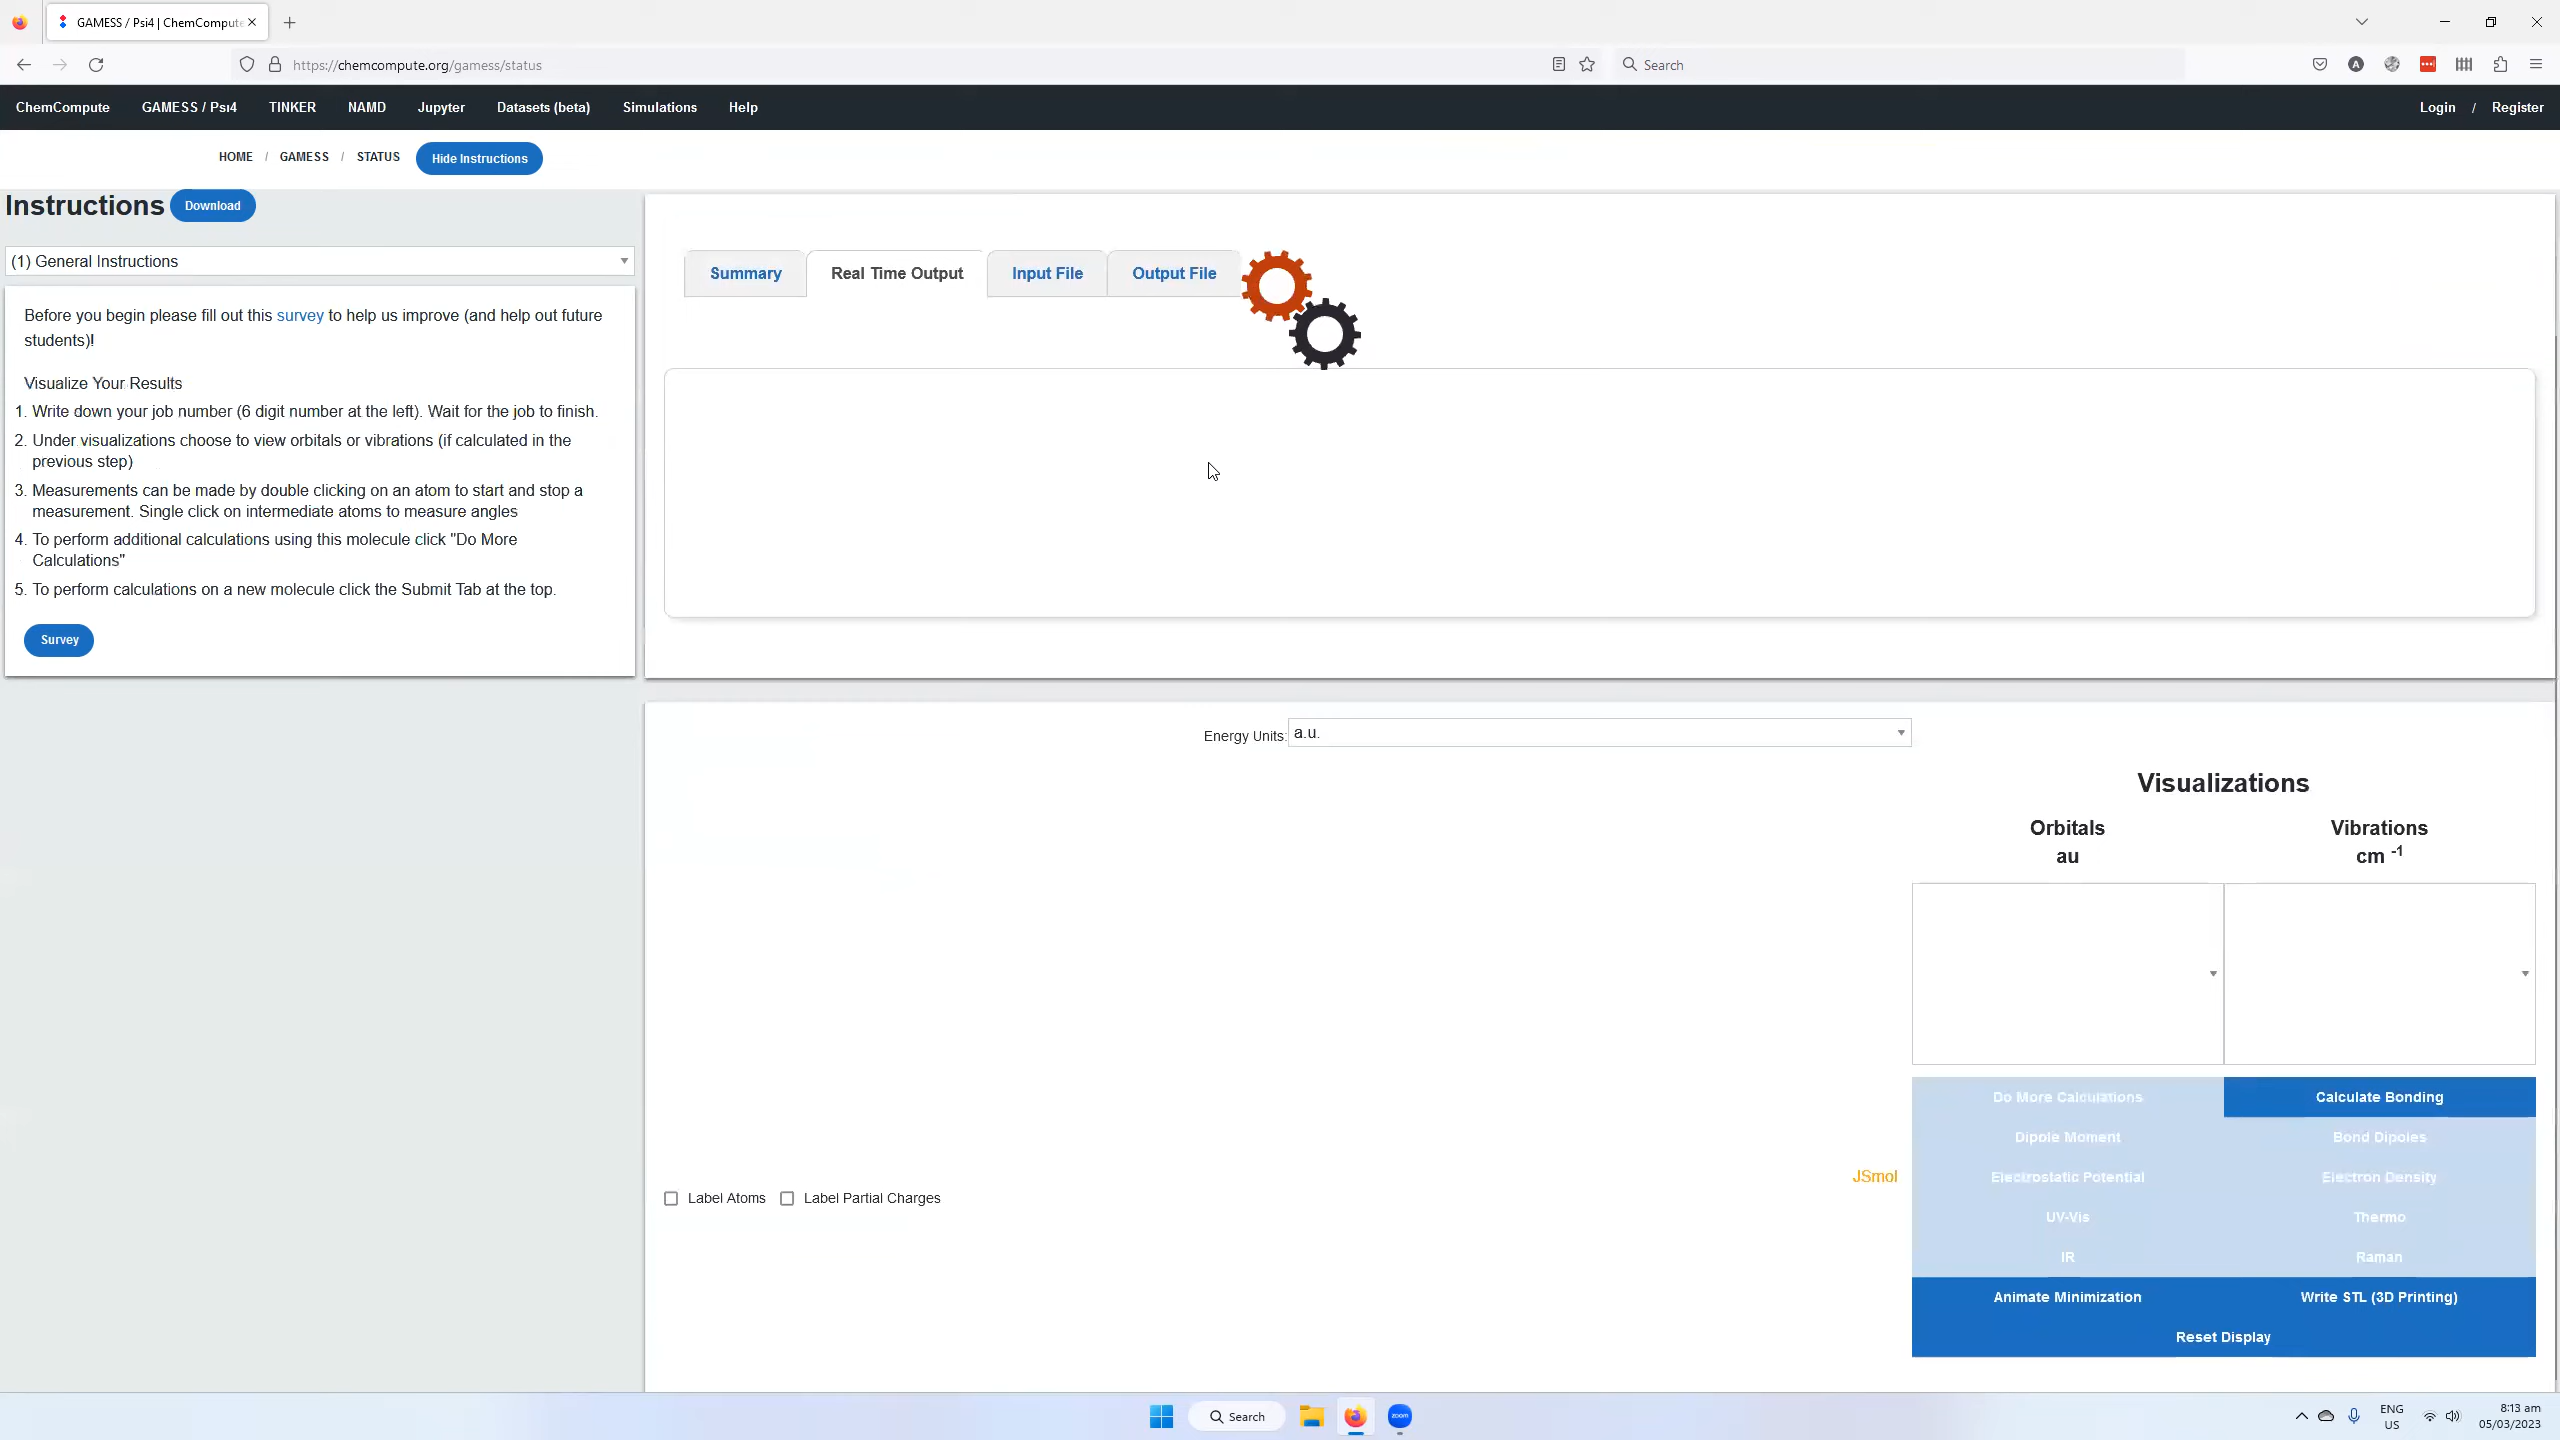 GAMESS / Psi4 | ChemCompute
https://chemcompute.org/gamess/status
Search
ChemCompute GAMESS / Psi4 TINKER NAMD Jupyter Datasets (beta) Simulations Help Login / Register
HOME / GAMESS / STATUS Hide Instructions
Instructions Download
(1) General Instructions
Before you begin please fill out this survey to help us improve (and help out future
students)!
Visualize Your Results
1. Write down your job number (6 digit number at the left). Wait for the job to finish.
2. Under visualizations choose to view orbitals or vibrations (if calculated in the
previous step)
3. Measurements can be made by double clicking on an atom to start and stop a
measurement. Single click on intermediate atoms to measure angles
4. To perform additional calculations using this molecule click "Do More
Calculations"
5. To perform calculations on a new molecule click the Submit Tab at the top.
Survey
Summary Real Time Output Input File Output File
Energy Units: a.u.
Visualizations
Orbitals Vibrations
au cm -1
Do More Calculations Calculate Bonding
Dipole Moment Bond Dipoles
Electrostatic Potential Electron Density
UV-Vis Thermo
IR Raman
Animate Minimization Write STL (3D Printing)
Reset Display
JSmol
Label Atoms Label Partial Charges
Search
zoom
ENG
US
8:13 am
05/03/2023